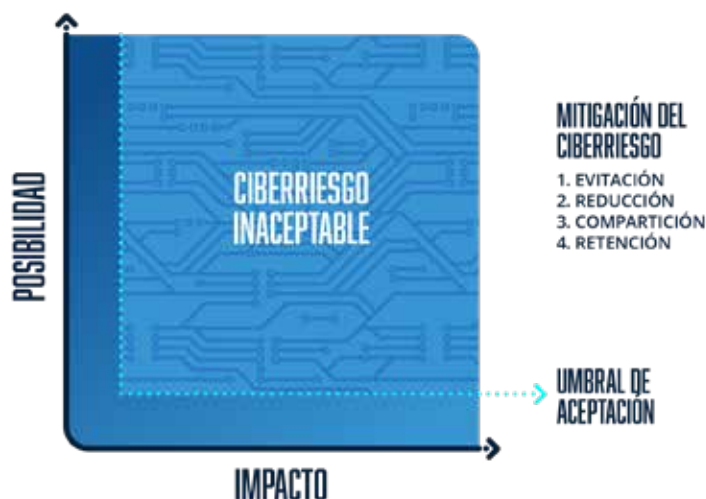 POSIBILIDAD
CIBERRIESGO
INACEPTABLE
MITIGACIÓN DEL
CIBERRIESGO
1. EVITACIÓN
2. REDUCCIÓN
3. COMPARTICIÓN
4. RETENCIÓN
UMBRAL DE
ACEPTACIÓN
IMPACTO